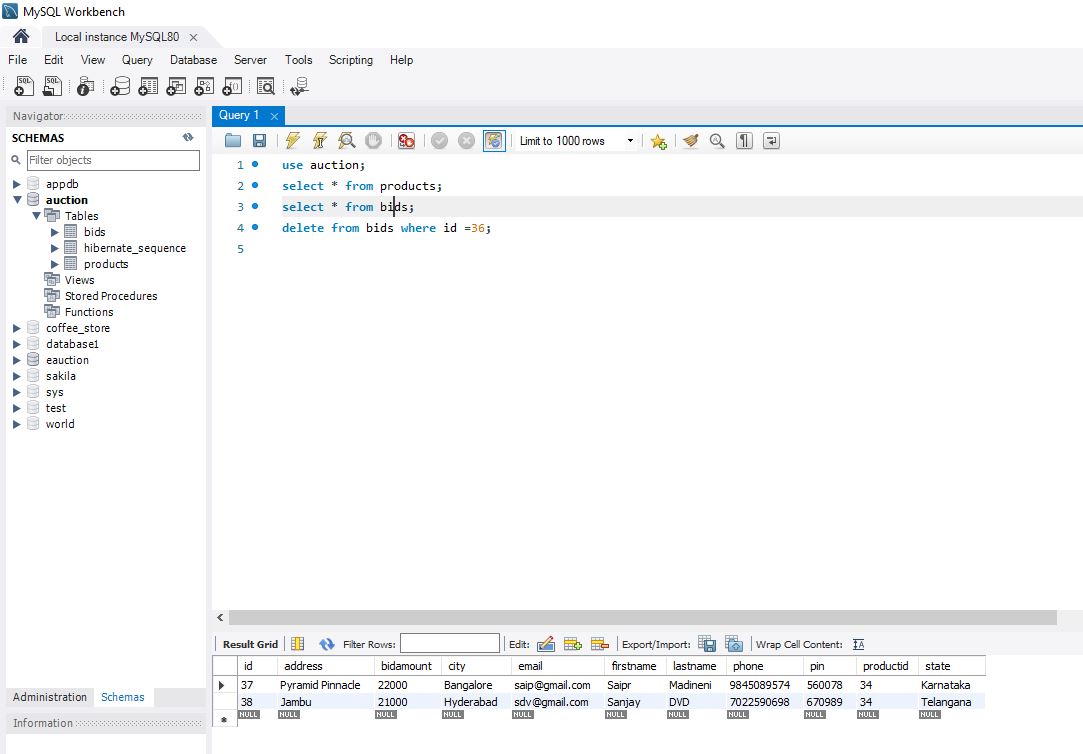 MySQL Workbench
Local instance MySQL80
File Edit View Query Database Server Tools Scripting Help
Navigator
SCHEMAS
Filter objects
appdb
auction
Tables
bids
hibernate_sequence
products
Views
Stored Procedures
Functions
coffee_store
database1
eauction
sakila
sys
test
world
Administration Schemas
Information
Query 1
Limit to 1000 rows
1 use auction;
2 select * from products;
3 select * from bids;
4 delete from bids where id =36;
5
Result Grid Filter Rows: Edit: Export/Import: Wrap Cell Content:
id address bidamount city email firstname lastname phone pin productid state
37 Pyramid Pinnacle 22000 Bangalore saip@gmail.com Saipr Madineni 9845089574 560078 34 Karnataka
38 Jambu 21000 Hyderabad sdv@gmail.com Sanjay DVD 7022590698 670989 34 Telangana
NULL NULL NULL NULL NULL NULL NULL NULL NULL NULL NULL